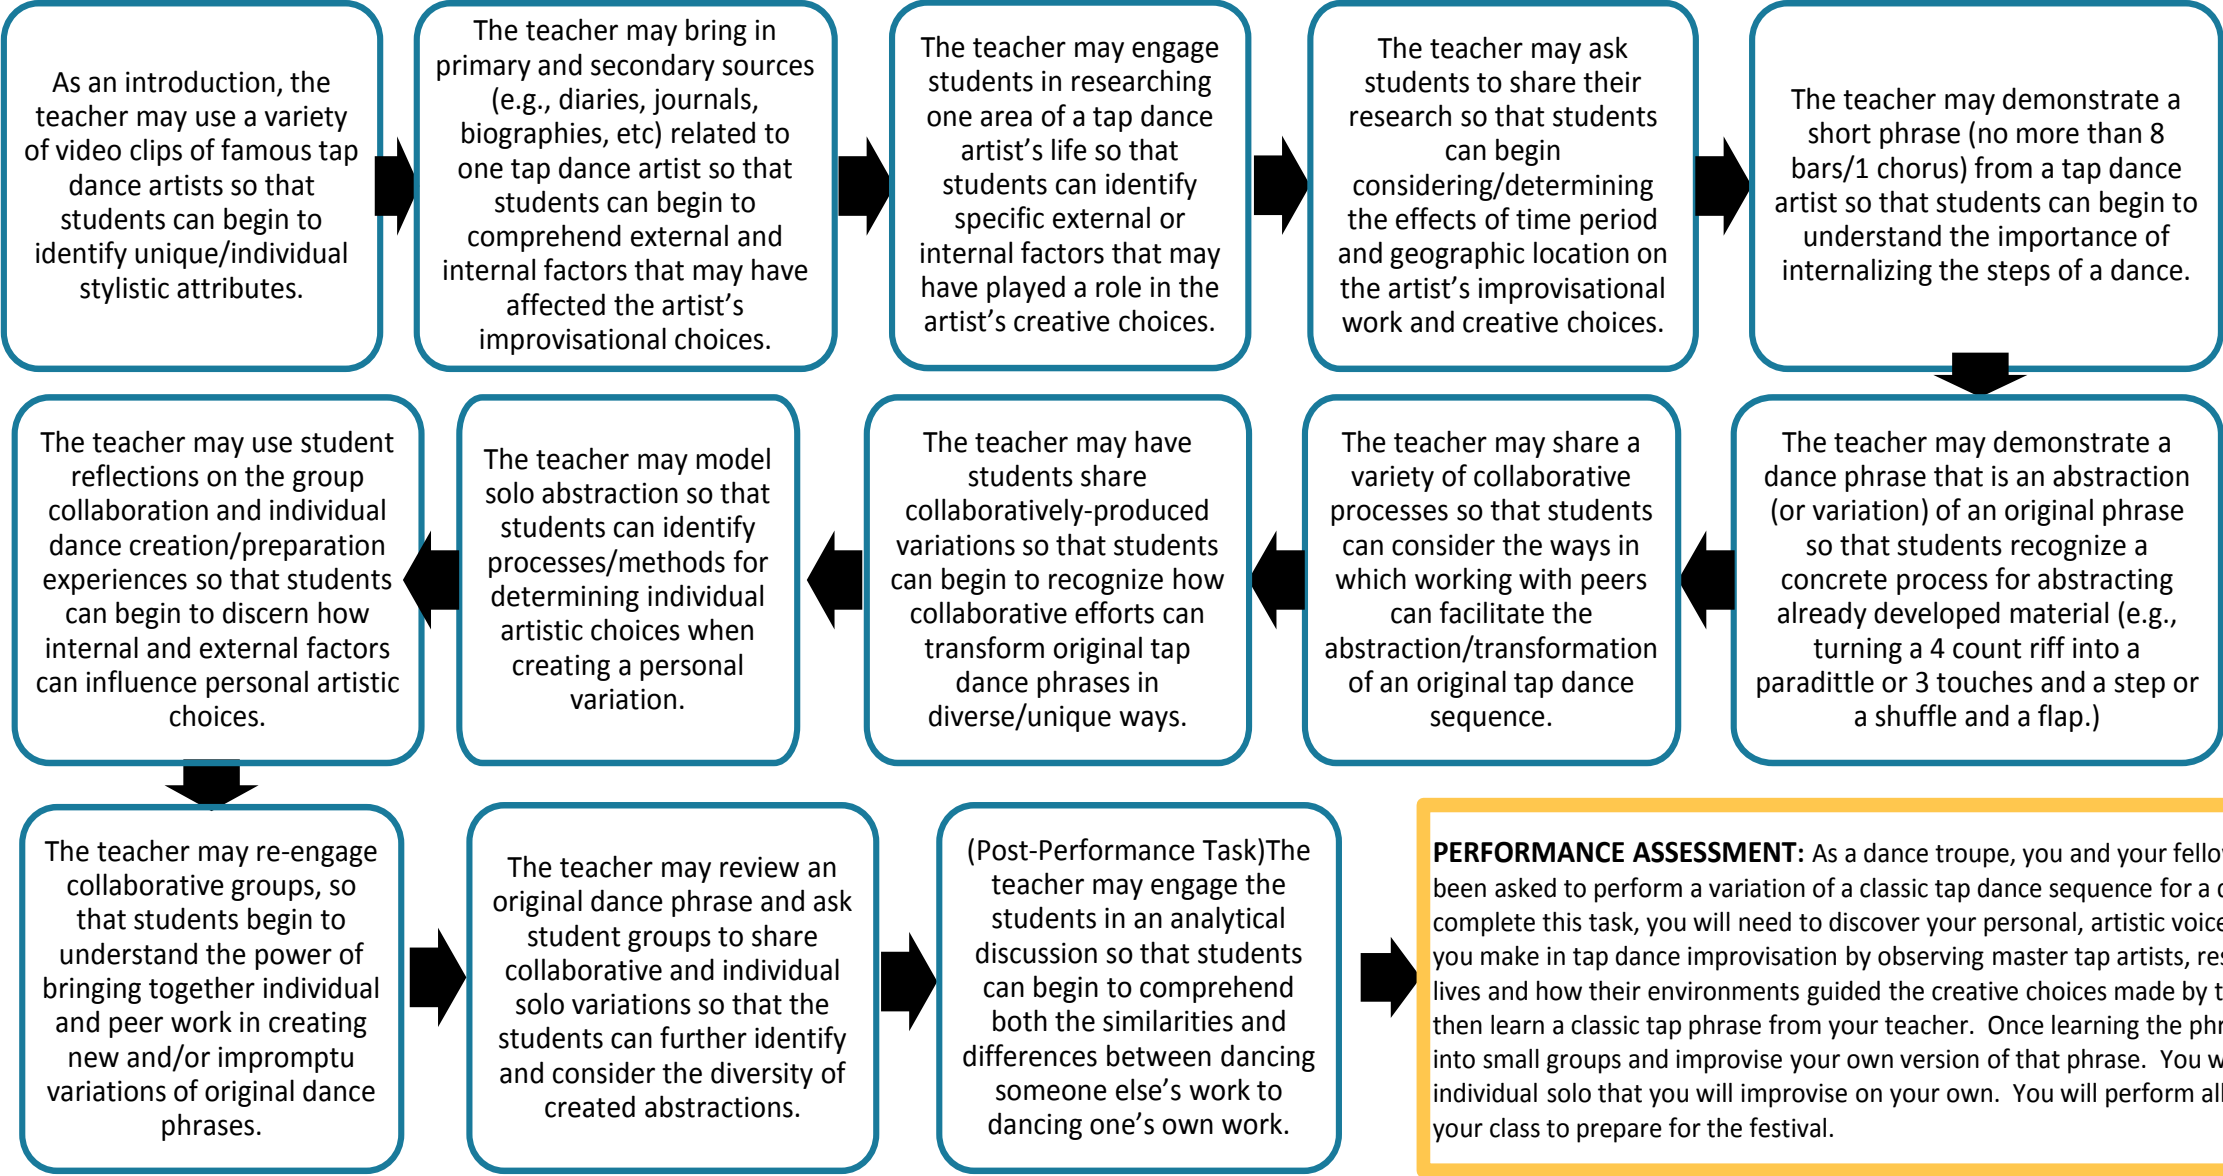 As an introduction, the
teacher may use a variety
of video clips of famous tap
dance artists so that
students can begin to
identify unique/individual
stylistic attributes.
The teacher may bring in
primary and secondary sources
(e.g., diaries, journals,
biographies, etc) related to
one tap dance artist so that
students can begin to
comprehend external and
internal factors that may have
affected the artist's
improvisational choices.
The teacher may engage
students in researching
one area of a tap dance
artist's life so that
students can identify
specific external or
internal factors that may
have played a role in the
artist's creative choices.
The teacher may ask
students to share their
research so that students
can begin
considering/determining
the effects of time period
and geographic location on
the artist's improvisational
work and creative choices.
The teacher may demonstrate a
short phrase (no more than 8
bars/1 chorus) from a tap dance
artist so that students can begin to
understand the importance of
internalizing the steps of a dance.
The teacher may demonstrate a
dance phrase that is an abstraction
(or variation) of an original phrase
so that students recognize a
concrete process for abstracting
already developed material (e.g.,
turning a 4 count riff into a
paradittle or 3 touches and a step or
a shuffle and a flap.)
The teacher may share a
variety of collaborative
processes so that students
can consider the ways in
which working with peers
can facilitate the
abstraction/transformation
of an original tap dance
sequence.
The teacher may have
students share
collaboratively-produced
variations so that students
can begin to recognize how
collaborative efforts can
transform original tap
dance phrases in
diverse/unique ways.
The teacher may model
solo abstraction so that
students can identify
processes/methods for
determining individual
artistic choices when
creating a personal
variation.
The teacher may use student
reflections on the group
collaboration and individual
dance creation/preparation
experiences so that students
can begin to discern how
internal and external factors
can influence personal artistic
choices.
The teacher may re-engage
collaborative groups, so
that students begin to
understand the power of
bringing together individual
and peer work in creating
new and/or impromptu
variations of original dance
phrases.
The teacher may review an
original dance phrase and ask
student groups to share
collaborative and individual
solo variations so that the
students can further identify
and consider the diversity of
created abstractions.
(Post-Performance Task)The
teacher may engage the
students in an analytical
discussion so that students
can begin to comprehend
both the similarities and
differences between dancing
someone else's work to
dancing one's own work.
PERFORMANCE ASSESSMENT: As a dance troupe, you and your
been asked to perform a variation of a classic tap dance sequence for a
complete this task, you will need to discover your personal, artistic voice
you make in tap dance improvisation by observing master tap artists,
lives and how their environments guided the creative choices made by
then learn a classic tap phrase from your teacher. Once learning the
into small groups and improvise your own version of that phrase. You
individual solo that you will improvise on your own. You will perform all
your class to prepare for the festival.